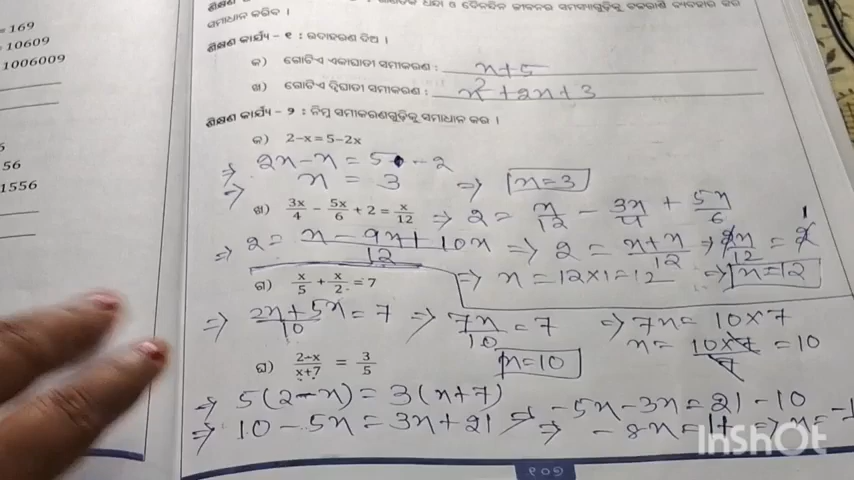 = 169
= 10609
1006009
5
56
1556
ସମାଧାନ କରିବ ।
ଶିକ୍ଷଣ କାର୍ଯ୍ୟ - ୧ : ଉଦାହରଣ ଦିଅ ।
କ) ଗୋଟିଏ ଏକଘାତୀ ସମୀକରଣ : x+5
ଖ) ଗୋଟିଏ ଦ୍ୱିଘାତୀ ସମୀକରଣ : x² + 2x + 3
ଶିକ୍ଷଣ କାର୍ଯ୍ୟ - ୨ : ନିମ୍ନ ସମୀକରଣଗୁଡ଼ିକୁ ସମାଧାନ କର ।
କ) 2-x = 5-2x
⇒ 2x - x = 5 - 2
⇒ x = 3 ⇒ x = 3
ଖ) 3x/4 - 5x/6 + 2 = x/12 ⇒ 2 = x/12 - 3x/4 + 5x/6
⇒ 2 = x - 9x + 10x / 12 ⇒ 2 = x+x/12 ⇒ 2x/12 = 2 1
⇒ x = 12×1 = 12 ⇒ x = 12
ଗ) x/5 + x/2 = 7
⇒ 2x + 5x / 10 = 7 ⇒ 7x/10 = 7 ⇒ 7x = 10×7
x = 10×7/7 = 10
x = 10
ଘ) 2-x/x+7 = 3/5
⇒ 5(2-x) = 3(x+7)
⇒ -5x - 3x = 21 - 10
⇒ 10 - 5x = 3x + 21
⇒ -8x = 11 ⇒ x = -1
InShOt
୧୦୨